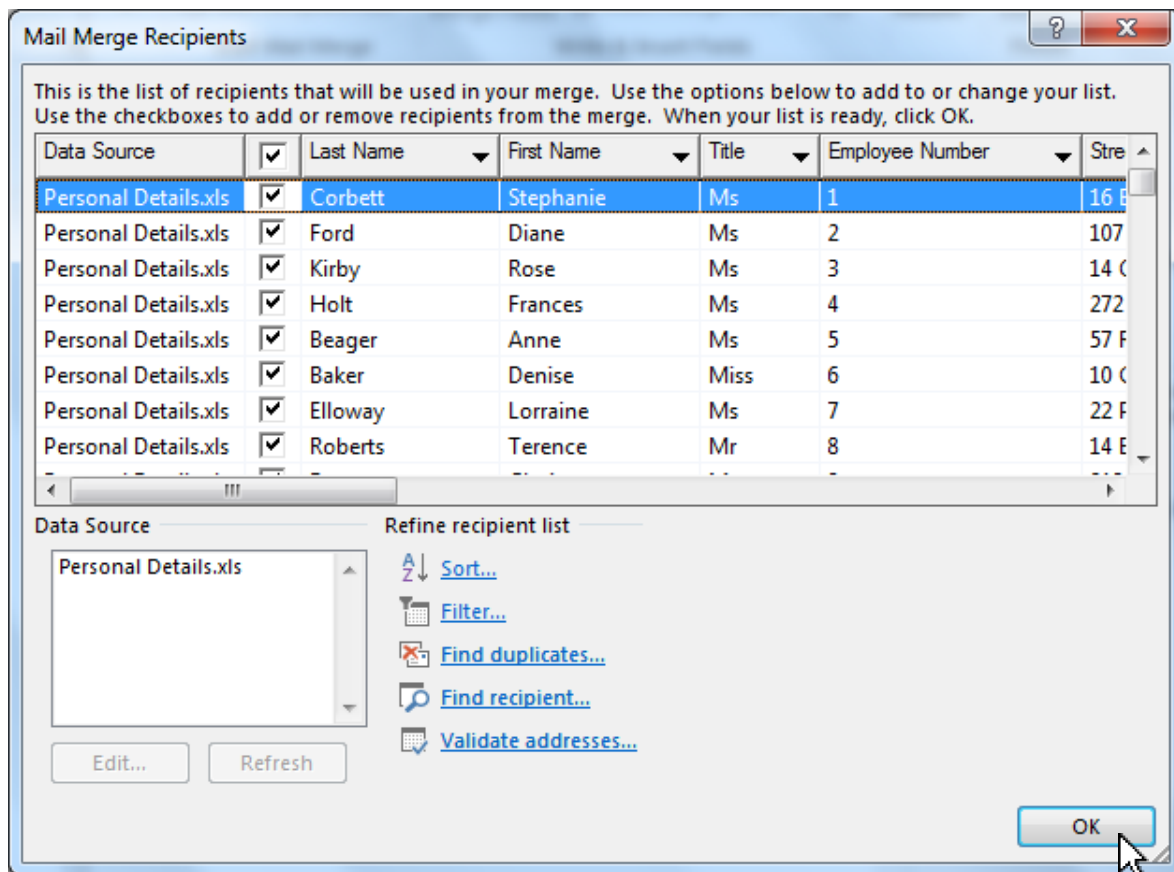 Mail Merge Recipients
This is the list of recipients that will be used in your merge. Use the options below to add to or change your list.
Use the checkboxes to add or remove recipients from the merge. When your list is ready, click OK.
Data Source Last Name First Name Title Employee Number Stre
Personal Details.xls Corbett Stephanie Ms 1 16
Personal Details.xls Ford Diane Ms 2 107
Personal Details.xls Kirby Rose Ms 3 14
Personal Details.xls Holt Frances Ms 4 272
Personal Details.xls Beager Anne Ms 5 57
Personal Details.xls Baker Denise Miss 6 10
Personal Details.xls Elloway Lorraine Ms 7 22
Personal Details.xls Roberts Terence Mr 8 14
Data Source Refine recipient list
Personal Details.xls
Sort...
Filter...
Find duplicates...
Find recipient...
Validate addresses...
Edit... Refresh
OK